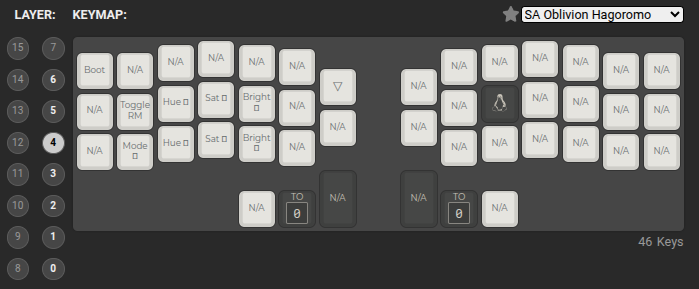 LAYER: KEYMAP: SA Oblivion Hagoromo
15 7
14 6
13 5
12 4
11 3
10 2
9 1
8 0
Boot N/A N/A N/A N/A N/A ▽ N/A N/A N/A N/A N/A N/A N/A
N/A Toggle RM Hue Sat Bright N/A N/A N/A N/A N/A N/A N/A N/A
N/A Mode Hue Sat Bright N/A N/A N/A N/A N/A N/A N/A
N/A TO 0 N/A N/A TO 0 N/A
46 Keys